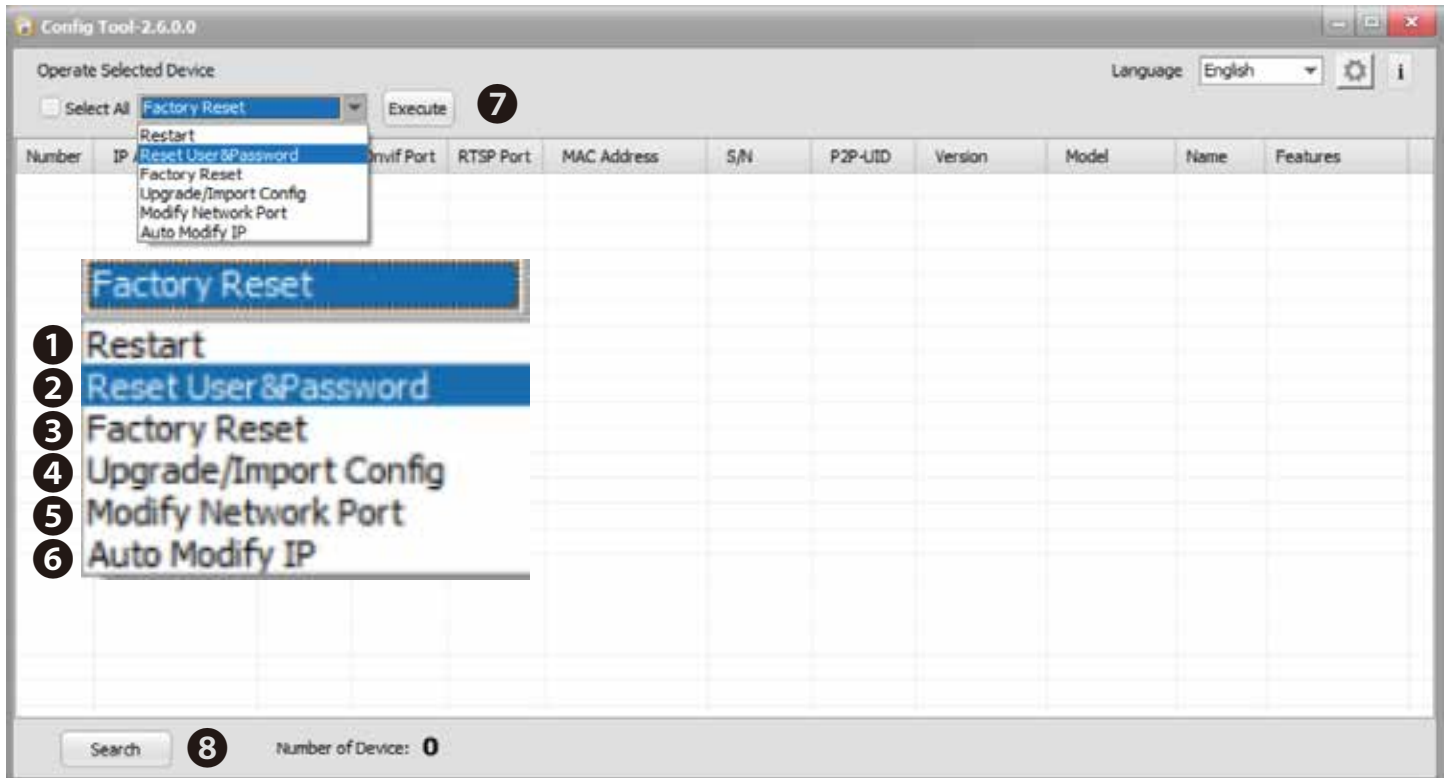 Config Tool-2.6.0.0
Operate Selected Device
Language English i
Select All Factory Reset Execute 7
Restart
Reset User&Password
Factory Reset
Upgrade/Import Config
Modify Network Port
Auto Modify IP
Number IP Onvif Port RTSP Port MAC Address S/N P2P-UID Version Model Name Features
Factory Reset
1 Restart
2 Reset User&Password
3 Factory Reset
4 Upgrade/Import Config
5 Modify Network Port
6 Auto Modify IP
Search 8 Number of Device: 0